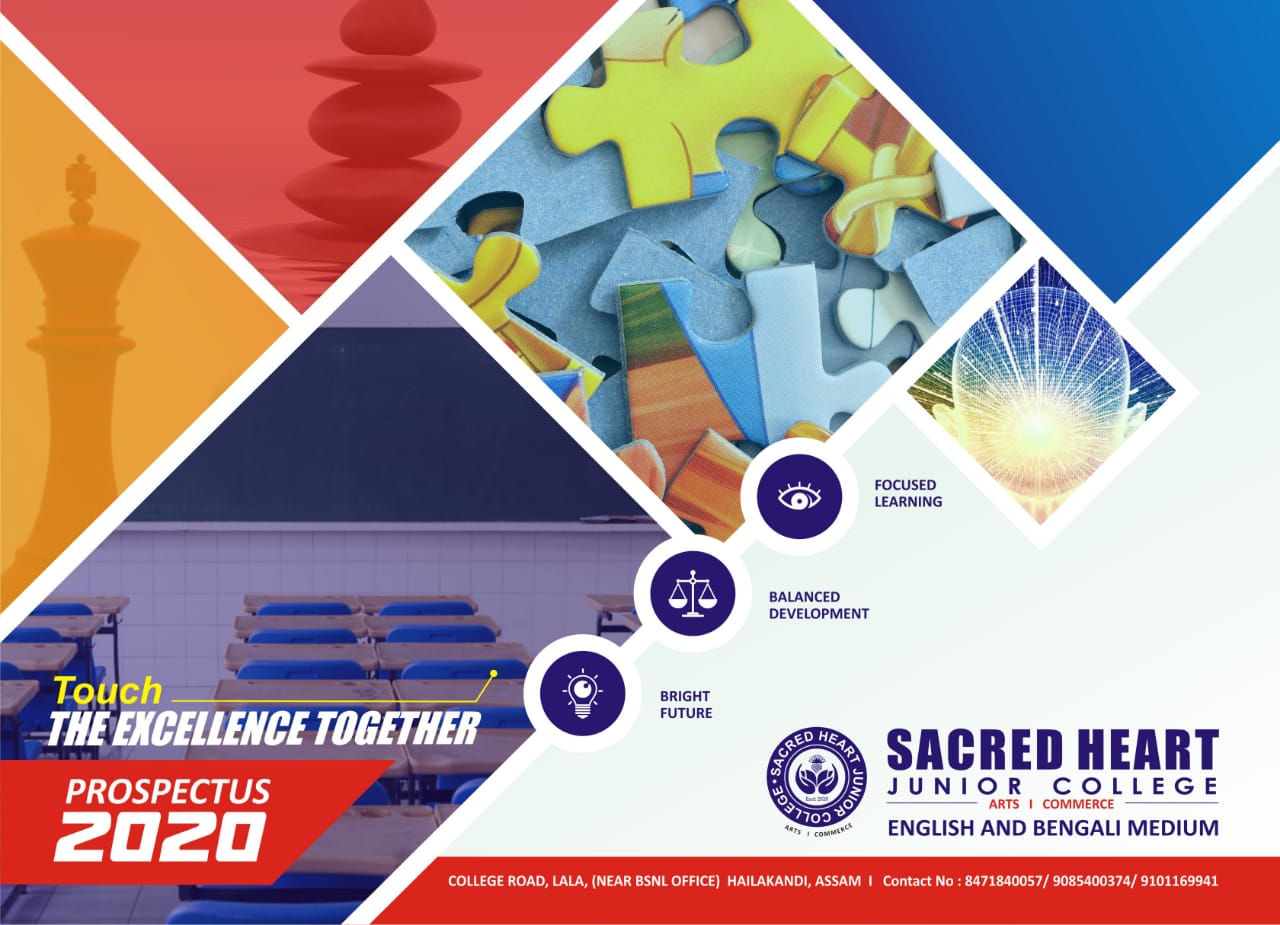 FOCUSED
LEARNING
BALANCED
DEVELOPMENT
BRIGHT
FUTURE
Touch
THE EXCELLENCE TOGETHER
PROSPECTUS
2020
SACRED HEART JUNIOR COLLEGE
ARTS I COMMERCE
SACRED HEART
JUNIOR COLLEGE
ARTS I COMMERCE
ENGLISH AND BENGALI MEDIUM
COLLEGE ROAD, LALA, (NEAR BSNL OFFICE) HAILAKANDI, ASSAM I Contact No : 8471840057/ 9085400374/ 9101169941